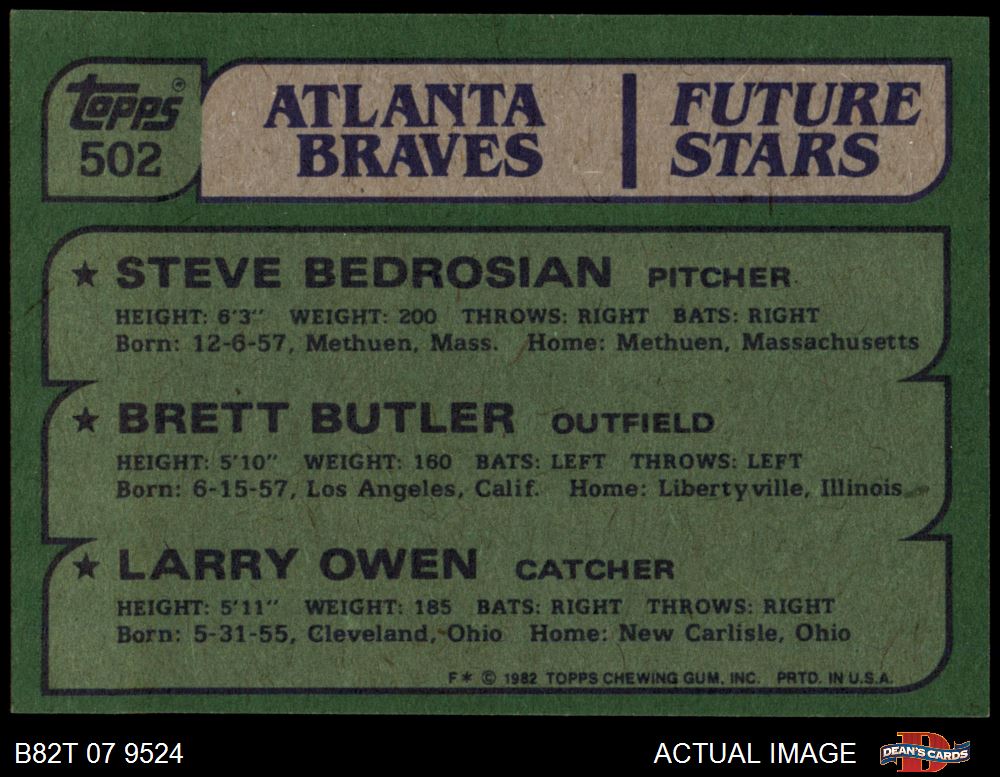 topps®
502
ATLANTA BRAVES
FUTURE STARS
★ STEVE BEDROSIAN PITCHER
HEIGHT: 6'3" WEIGHT: 200 THROWS: RIGHT BATS: RIGHT
Born: 12-6-57, Methuen, Mass. Home: Methuen, Massachusetts
★ BRETT BUTLER OUTFIELD
HEIGHT: 5'10" WEIGHT: 160 BATS: LEFT THROWS: LEFT
Born: 6-15-57, Los Angeles, Calif. Home: Libertyville, Illinois
★ LARRY OWEN CATCHER
HEIGHT: 5'11" WEIGHT: 185 BATS: RIGHT THROWS: RIGHT
Born: 5-31-55, Cleveland, Ohio Home: New Carlisle, Ohio
F* © 1982 TOPPS CHEWING GUM, INC. PRTD. IN U.S.A.
B82T 07 9524
ACTUAL IMAGE
DEAN'S CARDS